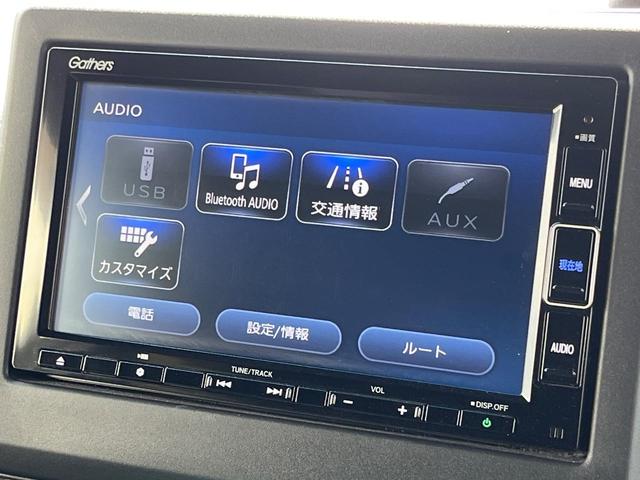 Gathers
AUDIO
USB
Bluetooth AUDIO
交通情報
AUX
カスタマイズ
電話
設定/情報
ルート
画質
MENU
現在地
AUDIO
TUNE/TRACK
VOL
DISP.OFF